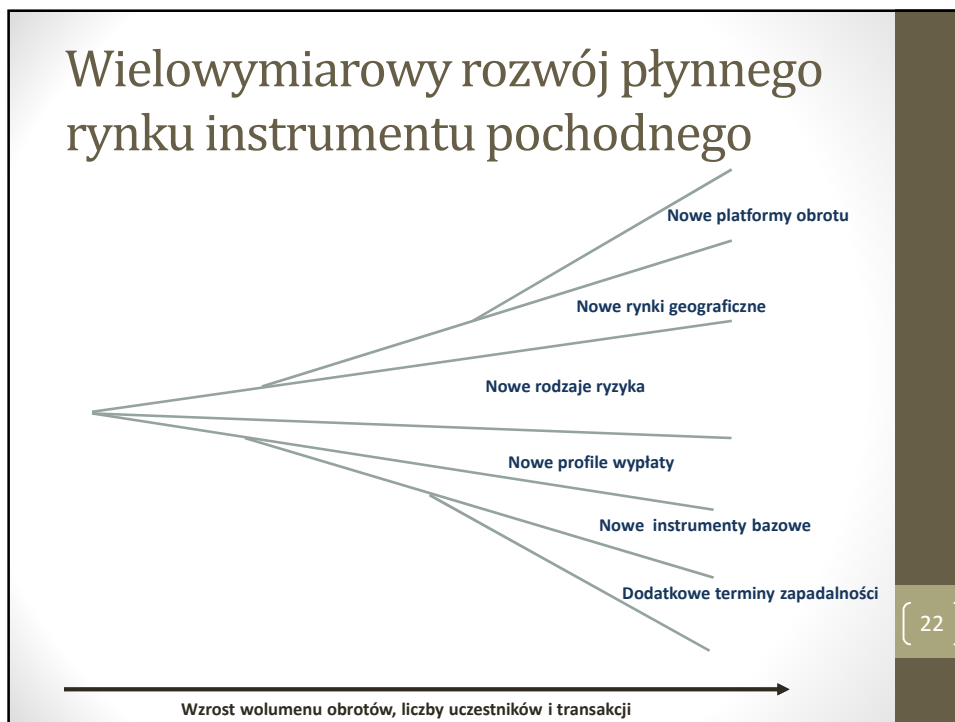 Wielowymiarowy rozwój płynnego
rynku instrumentu pochodnego
Nowe platformy obrotu
Nowe rynki geograficzne
Nowe rodzaje ryzyka
Nowe profile wypłaty
Nowe instrumenty bazowe
Dodatkowe terminy zapadalności
22
Wzrost wolumenu obrotów, liczby uczestników i transakcji